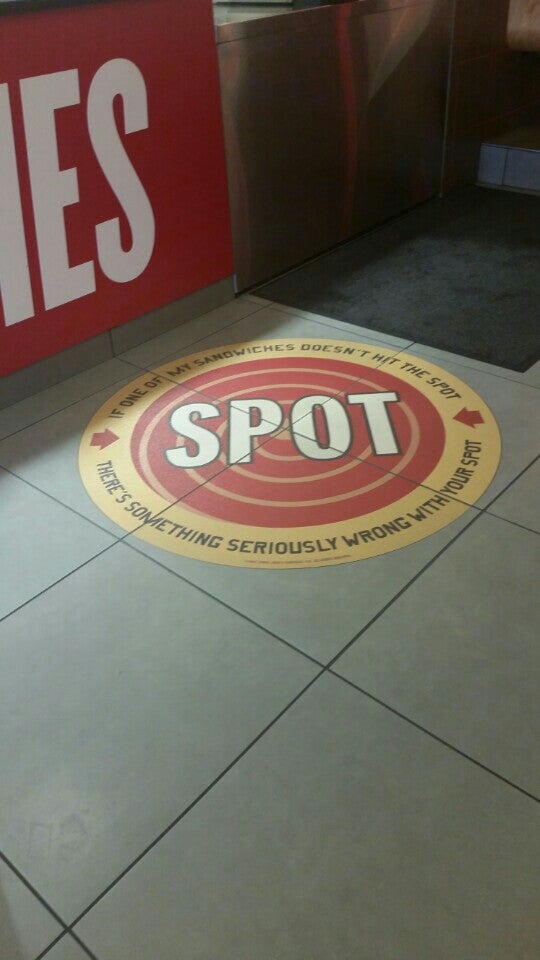 IES
IF ONE OF MY SANDWICHES DOESN'T HIT THE SPOT
SPOT
THERE'S SOMETHING SERIOUSLY WRONG WITH YOUR SPOT